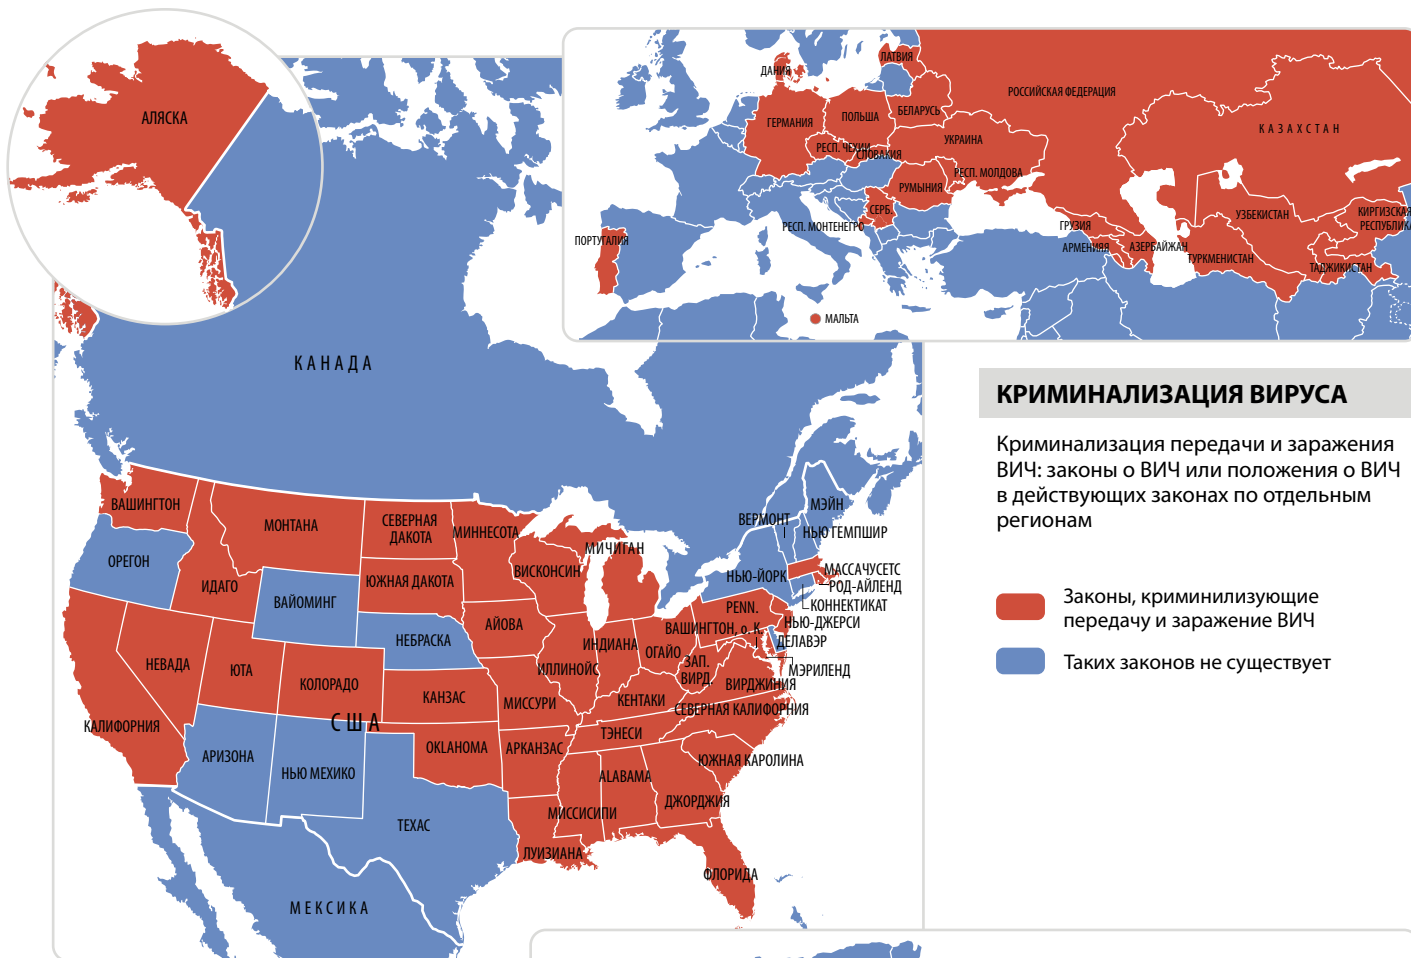 АЛЯСКА
КАНАДА
ВАШИНГТОН
МОНТАНА
СЕВЕРНАЯ
ДАКОТА
МИННЕСОТА
ОРЕГОН
ИДАГО
ВАЙОМИНГ
ЮЖНАЯ ДАКОТА
ВИСКОНСИН
МИЧИГАН
НЕБРАСКА
АЙОВА
НЕВАДА
ЮТА
КОЛОРАДО
КАНЗАС
ИЛЛИНОЙС
ИНДИАНА
ОГАЙО
МИССУРИ
КЕНТАКИ
КАЛИФОРНИЯ
США
АРИЗОНА
НЬЮ МЕХИКО
OKLAHOMA
АРКАНЗАС
ТЭНЕСИ
ALABAMA
ТЕХАС
МИССИСИПИ
ДЖОРДЖИЯ
ЛУИЗИАНА
ФЛОРИДА
МЕКСИКА
ВЕРМОНТ
МЭЙН
НЬЮ ГЕМПШИР
НЬЮ-ЙОРК
МАССАЧУСЕТС
РОД-АЙЛЕНД
КОННЕКТИКАТ
PENN.
НЬЮ-ДЖЕРСИ
ВАШИНГТОН, о. К.
ДЕЛАВЭР
ЗАП.
ВИРД.
МЭРИЛЕНД
ВИРДЖИНИЯ
СЕВЕРНАЯ КАЛИФОРНИЯ
ЮЖНАЯ КАРОЛИНА
ДАНИЯ
ЛАТВИЯ
РОССИЙСКАЯ ФЕДЕРАЦИЯ
ГЕРМАНИЯ
ПОЛЬША
БЕЛАРУСЬ
КАЗАХСТАН
РЕСП. ЧЕХИИ
СЛОВАКИЯ
УКРАИНА
РУМЫНИЯ
РЕСП. МОЛДОВА
СЕРБ.
РЕСП. МОНТЕНЕГРО
ПОРТУГАЛИЯ
ГРУЗИЯ
АРМЕНИЯЯ
АЗЕРБАЙЖАН
УЗБЕКИСТАН
КИРГИЗСКАЯ
РЕСПУБЛИКА
ТУРКМЕНИСТАН
ТАДЖИКИСТАН
МАЛЬТА
КРИМИНАЛИЗАЦИЯ ВИРУСА
Криминализация передачи и заражения
ВИЧ: законы о ВИЧ или положения о ВИЧ
в действующих законах по отдельным
регионам
Законы, криминилизующие
передачу и заражение ВИЧ
Таких законов не существует